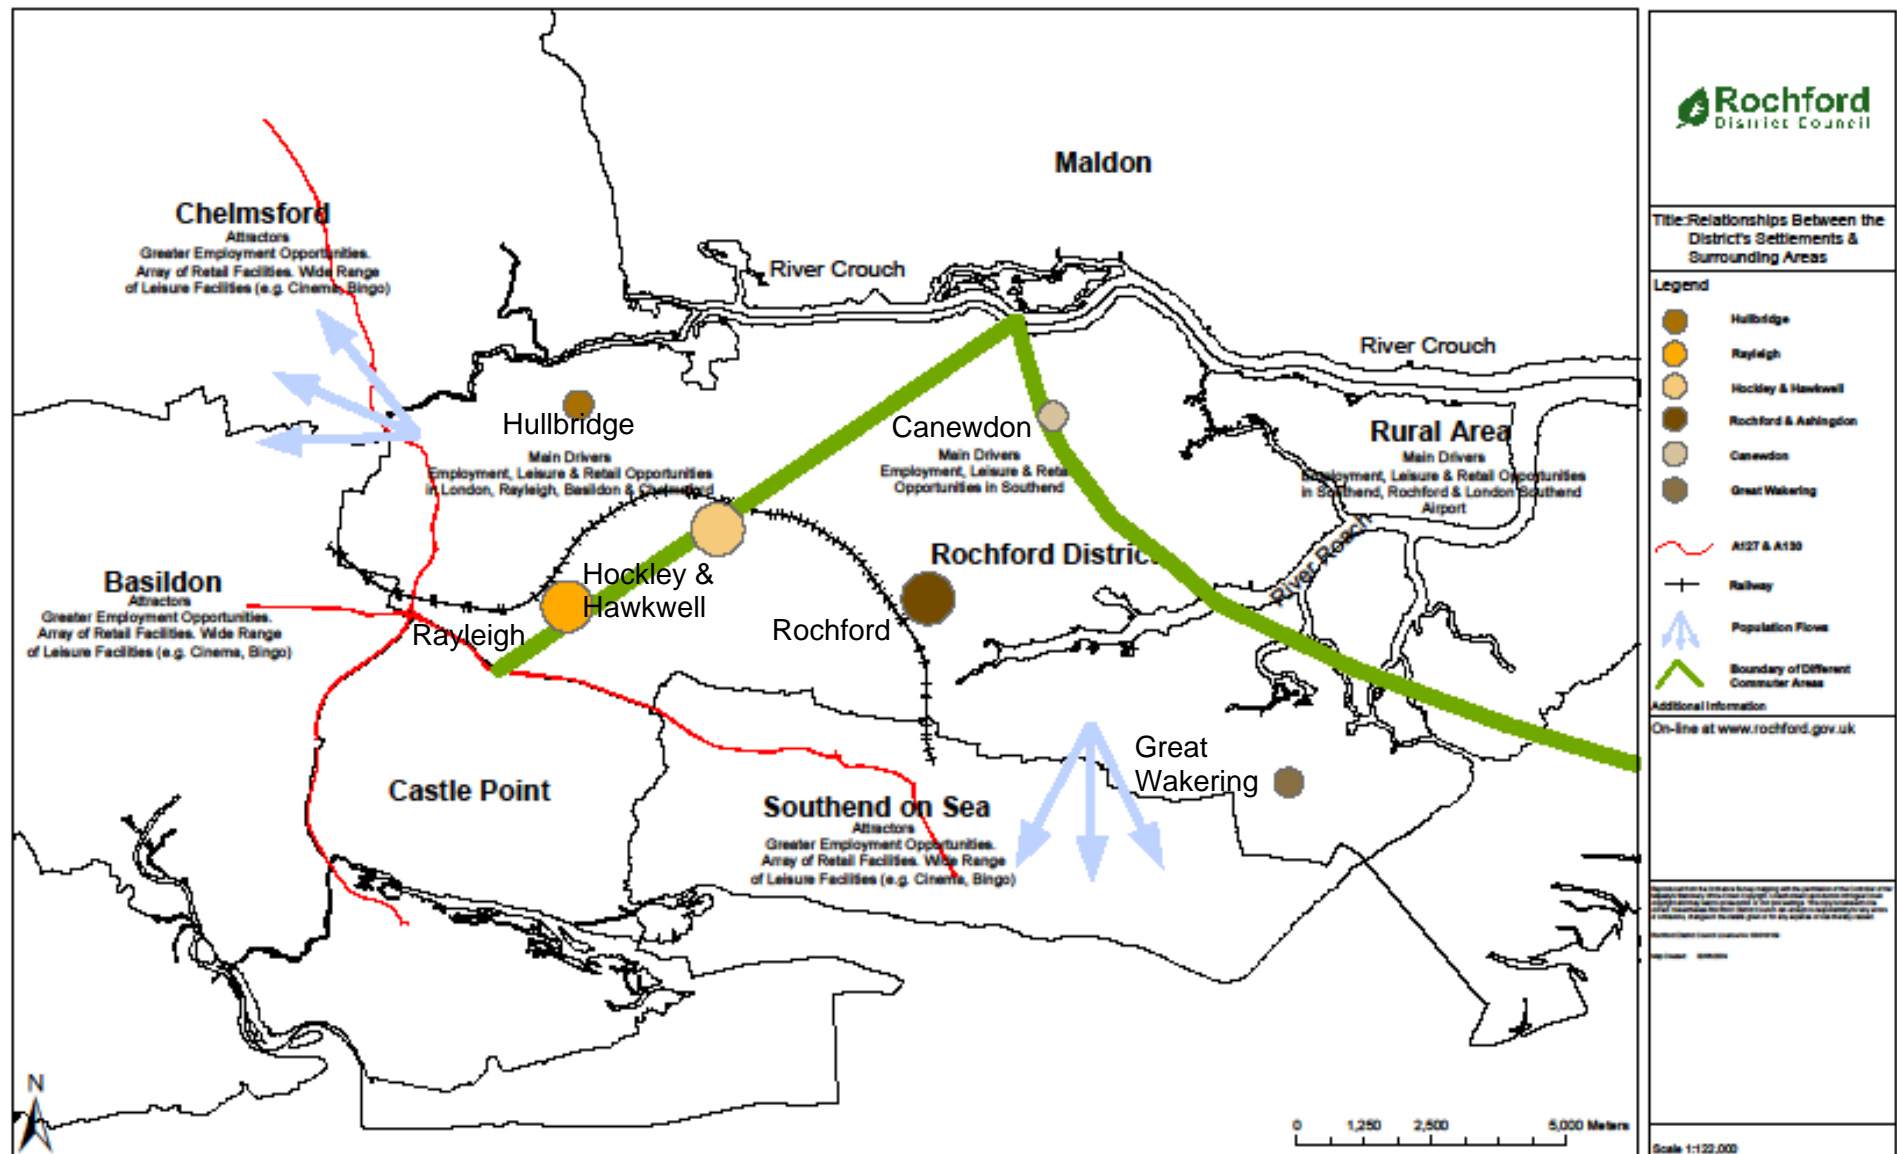 Maldon
Chelmsford
Attractors
Greater Employment Opportunities.
Array of Retail Facilities. Wide Range
of Leisure Facilities (e.g. Cinema, Bingo)
River Crouch
River Crouch
Hullbridge
Main Drivers
Employment, Leisure & Retail Opportunities
in London, Rayleigh, Basildon & Chelmsford
Canewdon
Main Drivers
Employment, Leisure & Reta
Opportunities in Southend
Rural Area
Main Drivers
Employment, Leisure & Retail Opportunities
in Southend, Rochford & London Southend
Airport
River Roach
Rochford District
Basildon
Attractors
Greater Employment Opportunities.
Array of Retail Facilities. Wide Range
of Leisure Facilities (e.g. Cinema, Bingo)
Hockley &
Hawkwell
Rayleigh
Rochford
Great
Wakering
Castle Point
Southend on Sea
Attractors
Greater Employment Opportunities.
Array of Retail Facilities. Wide Range
of Leisure Facilities (e.g. Cinema, Bingo)
N
0 1,250 2,500 5,000 Meters
Rochford
District Council
Title:Relationships Between the
District's Settlements &
Surrounding Areas
Legend
Hullbridge
Rayleigh
Hockley & Hawkwell
Rochford & Ashingdon
Canewdon
Great Wakering
A127 & A130
Railway
Population Flows
Boundary of Different
Commuter Areas
Additional Information
On-line at www.rochford.gov.uk
Scale 1:122,000